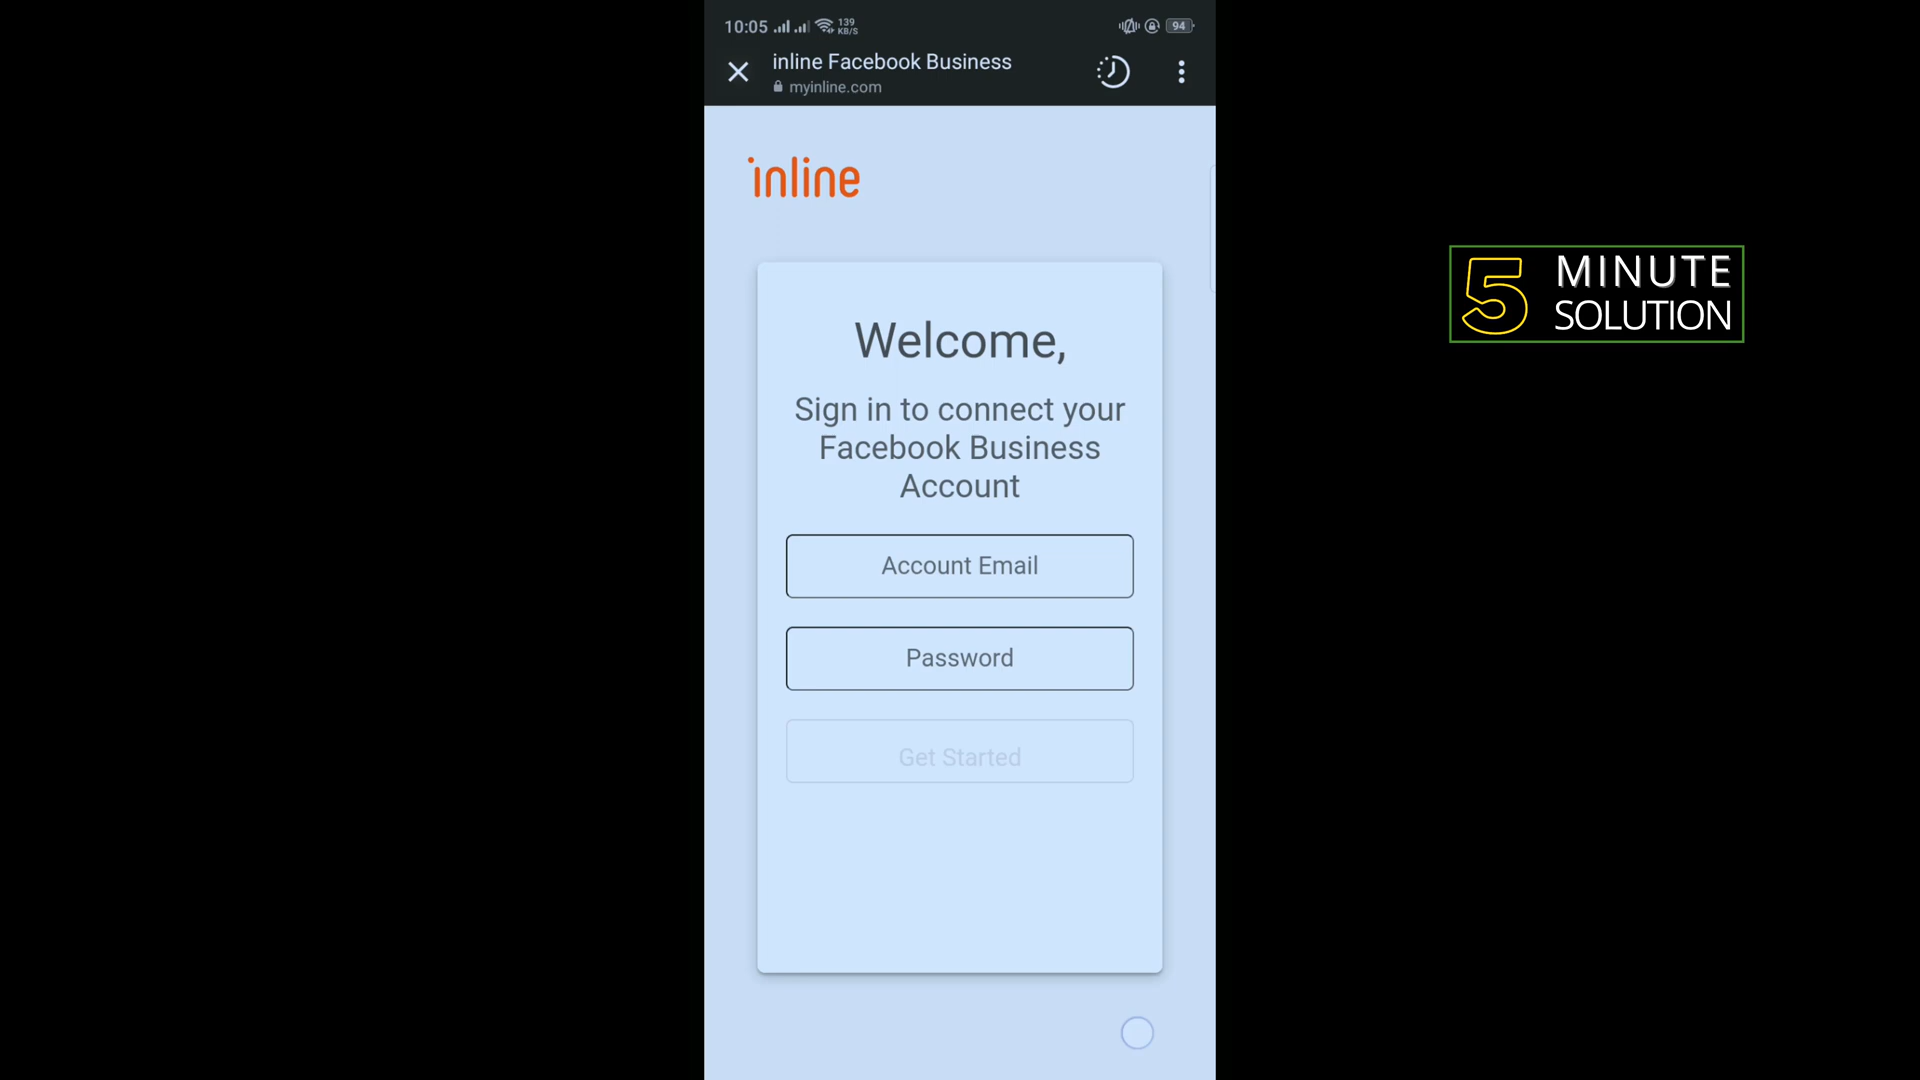 10:05
139
KB/S
94
inline Facebook Business
myinline.com
inline
Welcome,
Sign in to connect your
Facebook Business
Account
Account Email
Password
Get Started
5 MINUTE
SOLUTION